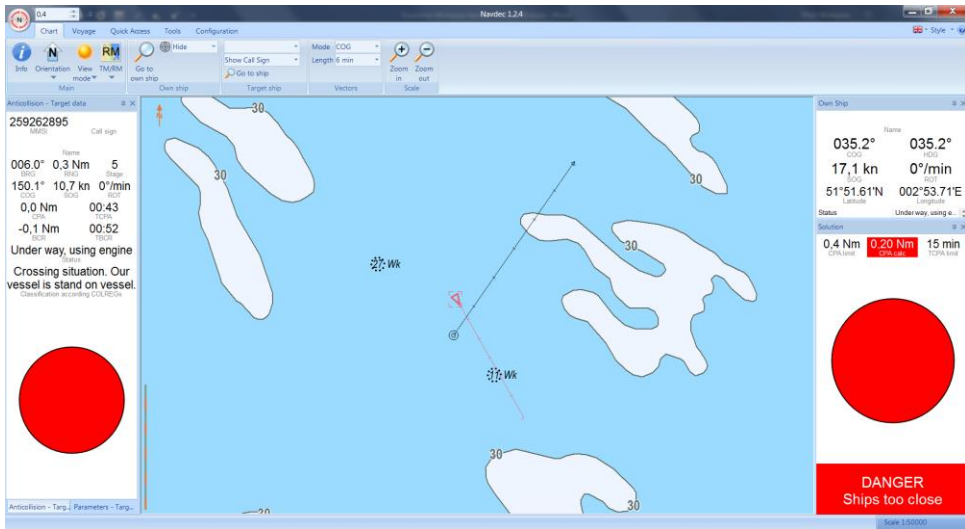 0,4
Navdec 1.2.4
Chart Voyage Quick Access Tools Configuration
Style
Info Orientation View mode TM/RM
N RM
Main
Go to own ship Hide
Own ship
Show Call Sign
Go to ship
Target ship
Mode COG
Length 6 min
Vectors
Zoom in Zoom out
Scale
Anticollision - Target data
259262895
MMSI Call sign
Name
006.0° 0,3 Nm 5
BRG RNG Stage
150.1° 10,7 kn 0°/min
COG SOG ROT
0,0 Nm 00:43
CPA TCPA
-0,1 Nm 00:52
BCR TBCR
Under way, using engine
Status
Crossing situation. Our
vessel is stand on vessel.
Classification according COLREGs
Anticollision - Targ... Parameters - Targ...
N
30
30
30
30
27 Wk
11 Wk
30
30
30
30
Own Ship
Name
035.2° 035.2°
COG HDG
17,1 kn 0°/min
SOG ROT
51°51.61'N 002°53.71'E
Latitude Longitude
Status Under way, using e...
Solution
0,4 Nm 0,20 Nm 15 min
CPA limit CPA calc TCPA limit
DANGER
Ships too close
Scale 1:50000